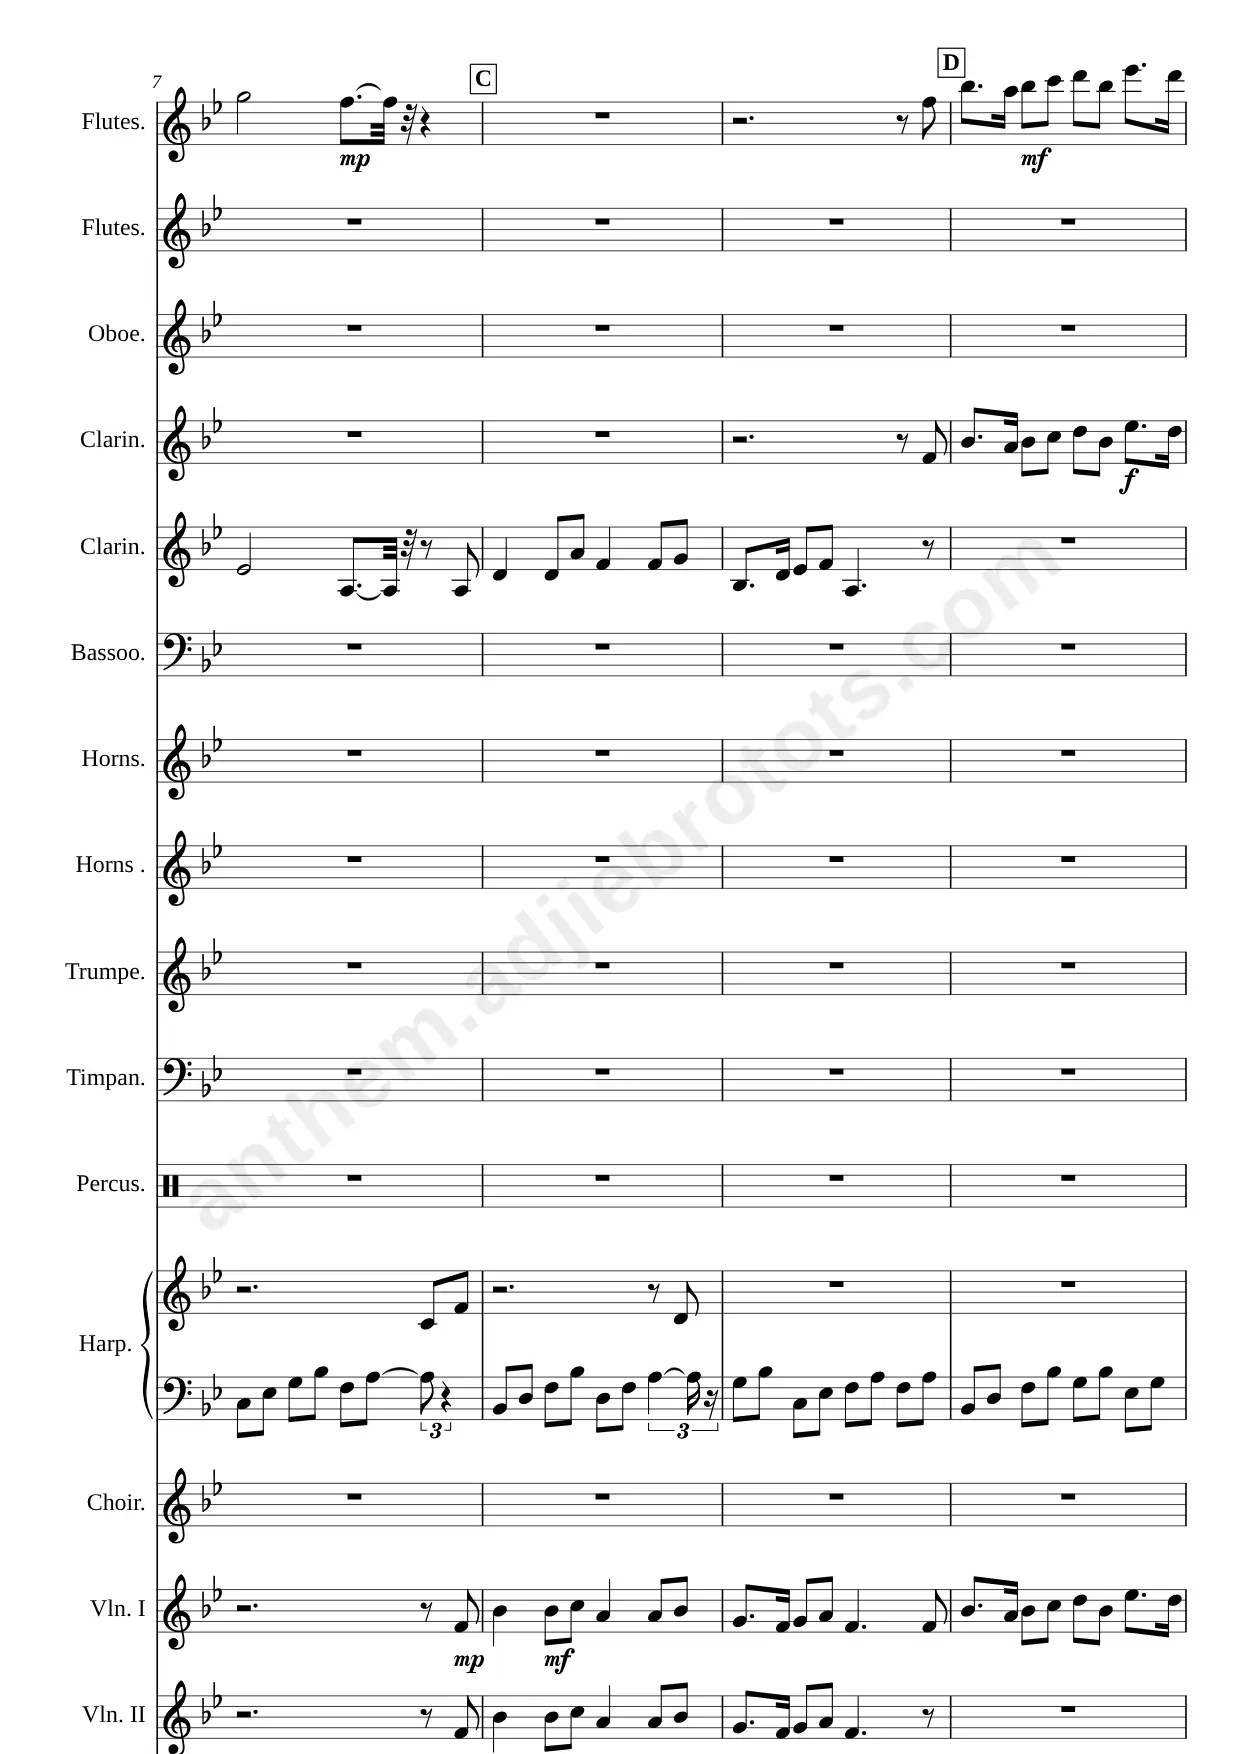 7
C
D
Flutes.
mp
mf
Flutes.
Oboe.
Clarin.
f
Clarin.
Bassoo.
Horns.
Horns .
Trumpe.
Timpan.
Percus.
Harp.
3
3
Choir.
Vln. I
mp
mf
Vln. II
anthem.adjiebrotots.com